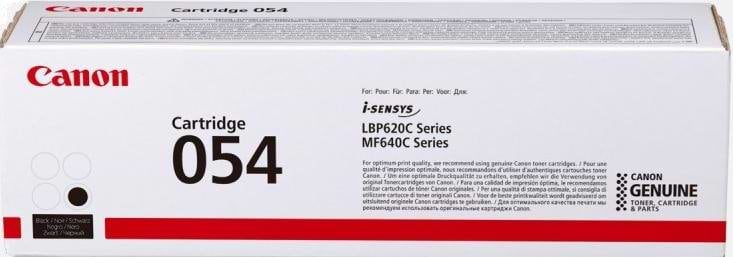 Canon Cartridge 054
Canon
Cartridge
054
For: Pour: Für: Para: Per: Voor: Для:
i-SENSYS
LBP620C Series
MF640C Series
For optimum print quality, we recommend using genuine Canon toner cartridges. / Pour une
qualité d'impression optimale, nous recommandons d'utiliser d'authentiques cartouches toner
Canon. / Um eine optimale Druckqualität zu erhalten, empfehlen wir die Verwendung von
original Tonercartridges von Canon. / Para una calidad de impresión óptima, le recomendamos
utilizar cartuchos de tóner Canon originales. / Per una qualità di stampa ottimale, si consiglia di
utilizzare cartucce di toner Canon originali. / Voor de beste printkwaliteit wordt geadviseerd om
uitsluitend originele Canon cartridges te gebruiken. / Для оптимального качества печати мы
рекомендуем использовать оригинальные картриджи Canon.
CANON
GENUINE
TONER, CARTRIDGE
& PARTS
Black / Noir / Schwarz
Negro / Nero
Zwart / Черный